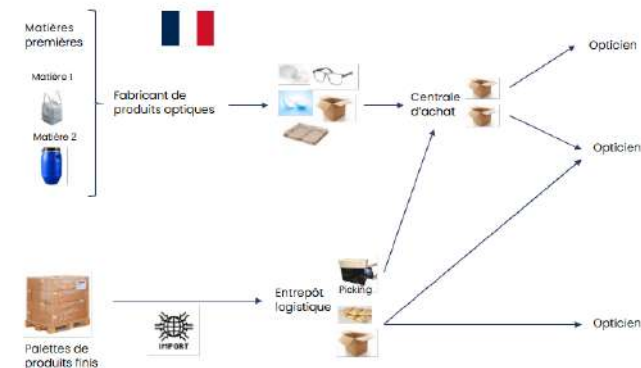 Matières
premières
Matière 1
Matière 2
Fabricant de
produits optiques
Centrale
d'achat
Opticien
Opticien
Palettes de
produits finis
IMPORT
Entrepôt
logistique
Picking
Opticien